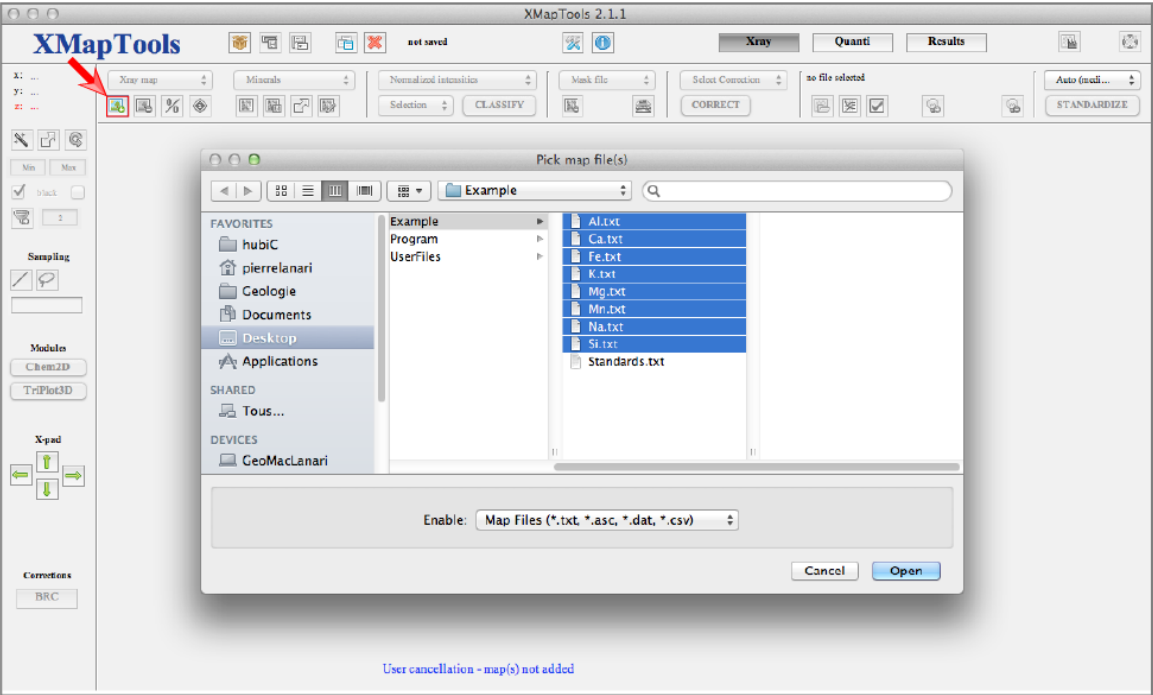 XMapTools 2.1.1
XMapTools
not saved
Xray
Quanti
Results
x: ...
y: ...
z: ...
Xray map
Minerals
Normalized intensities
Mask file
Select Correction
no file selected
Auto (medi...
Selection
CLASSIFY
CORRECT
STANDARDIZE
Min
Max
black
2
Sampling
Modules
Chem2D
TriPlot3D
X-pad
Corrections
BRC
Pick map file(s)
Example
FAVORITES
hubiC
pierrelanari
Geologie
Documents
Desktop
Applications
SHARED
Tous...
DEVICES
GeoMacLanari
Example
Program
UserFiles
Al.txt
Ca.txt
Fe.txt
K.txt
Mg.txt
Mn.txt
Na.txt
Si.txt
Standards.txt
Enable: Map Files (*.txt, *.asc, *.dat, *.csv)
Cancel
Open
User cancellation - map(s) not added